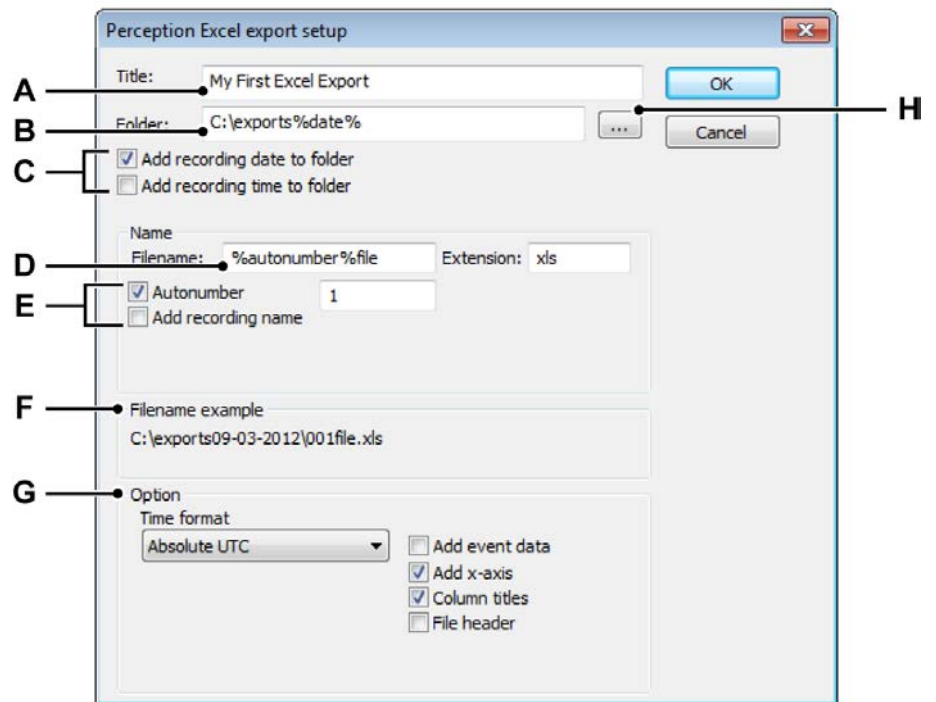 Perception Excel export setup
A
Title:
My First Excel Export
OK
H
B
Folder:
C:\exports%date%
...
Cancel
C
Add recording date to folder
Add recording time to folder
Name
D
Filename:
%autonumber%file
Extension:
xls
E
Autonumber
1
Add recording name
F
Filename example
C:\exports09-03-2012\001file.xls
G
Option
Time format
Absolute UTC
Add event data
Add x-axis
Column titles
File header